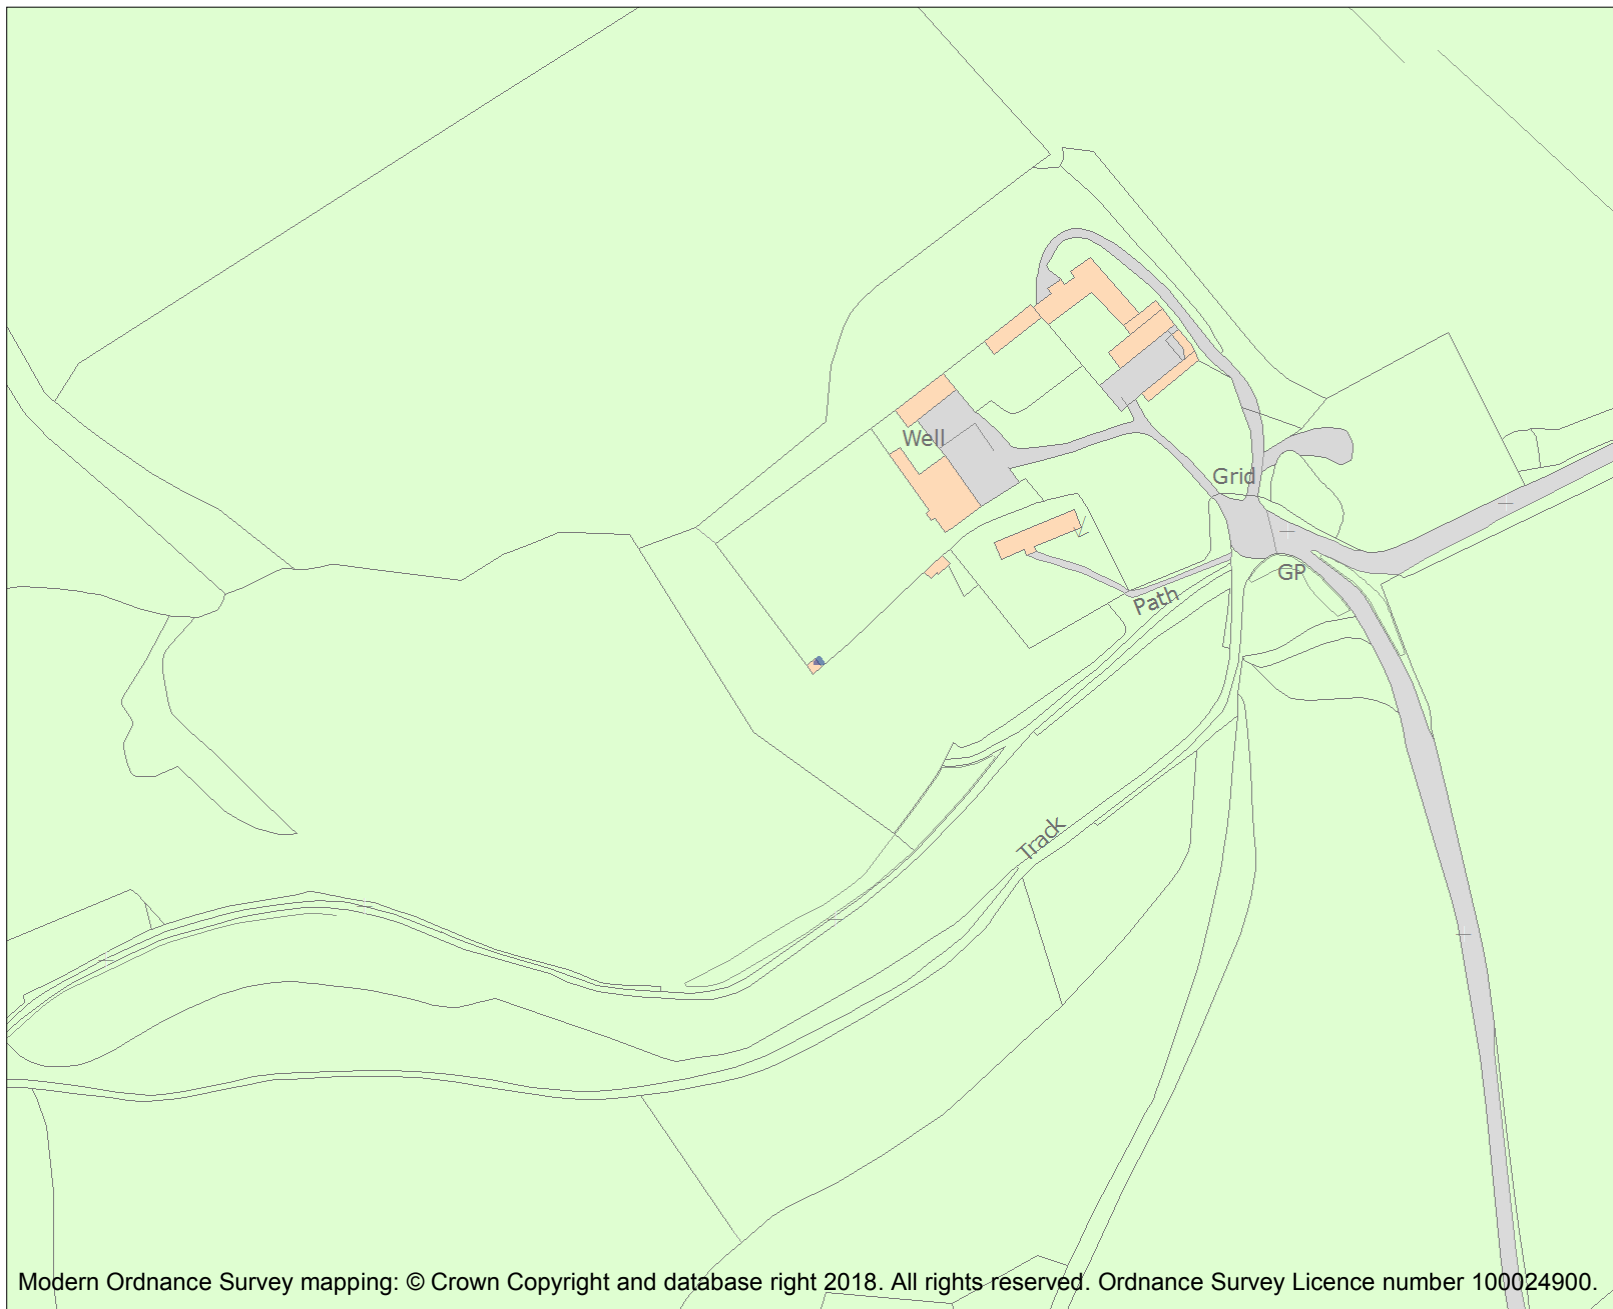 Well
Grid
GP
Path
Track
Modern Ordnance Survey mapping: © Crown Copyright and database right 2018. All rights reserved. Ordnance Survey Licence number 100024900.